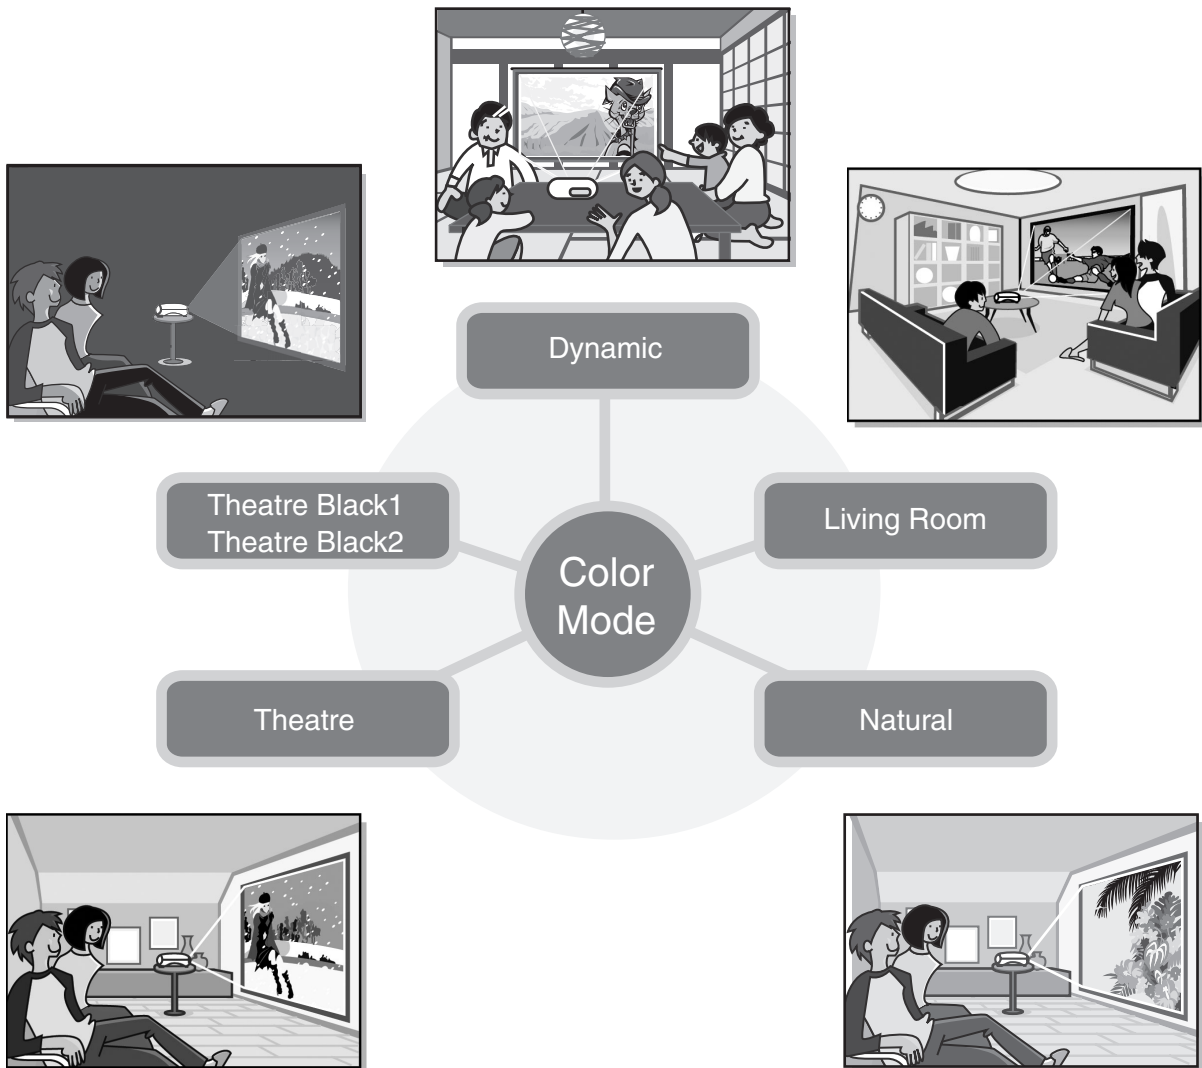 Dynamic
Theatre Black1
Theatre Black2
Living Room
Color
Mode
Theatre
Natural